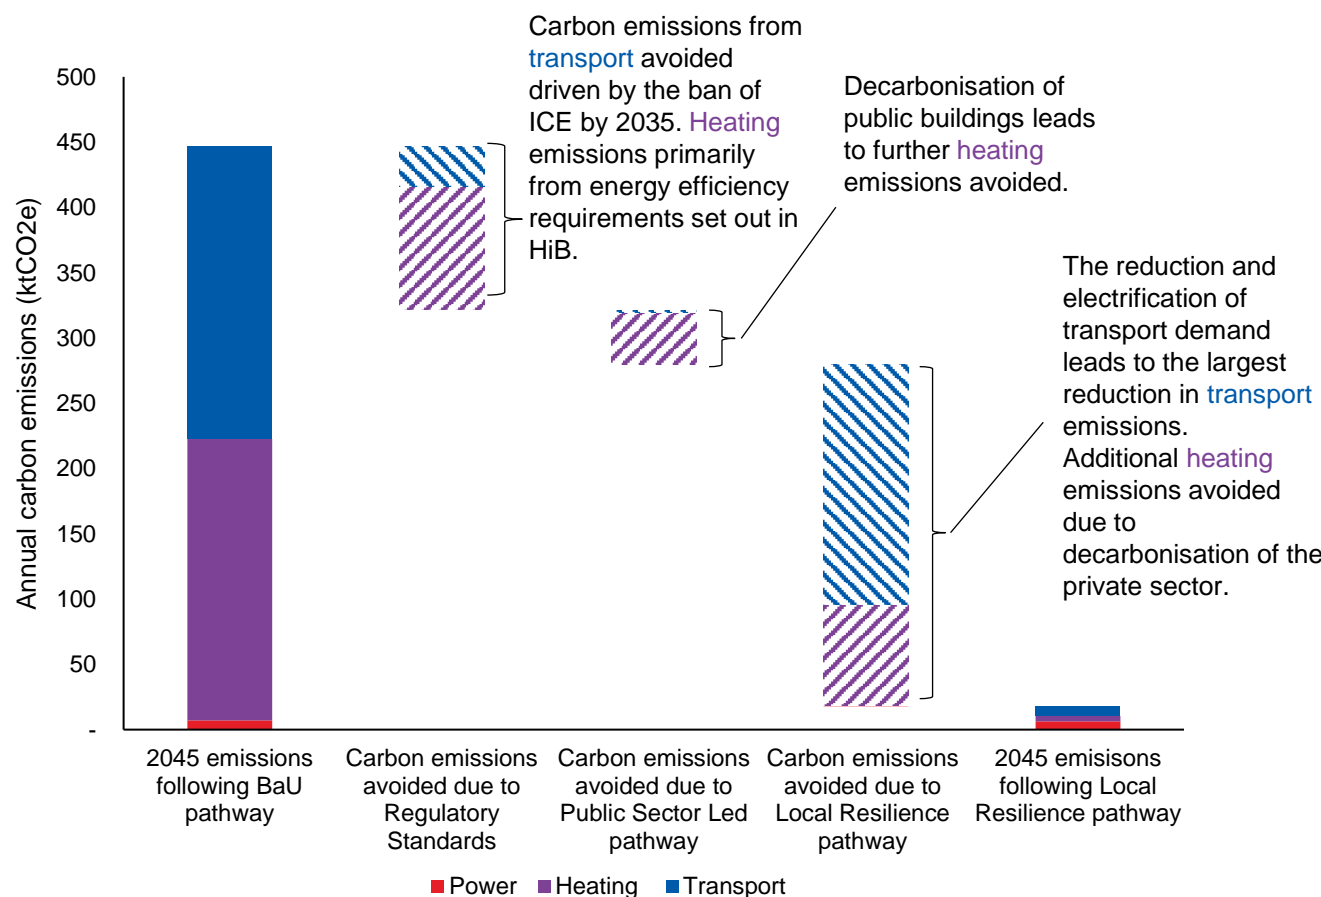 Carbon emissions from
transport avoided
driven by the ban of
ICE by 2035. Heating
emissions primarily
from energy efficiency
requirements set out in
HiB.
Decarbonisation of
public buildings leads
to further heating
emissions avoided.
The reduction and
electrification of
transport demand
leads to the largest
reduction in transport
emissions.
Additional heating
emissions avoided
due to
decarbonisation of the
private sector.
Annual carbon emissions (ktCO2e)
500
450
400
350
300
250
200
150
100
50
-
2045 emissions
following BaU
pathway
Carbon emissions
avoided due to
Regulatory
Standards
Carbon emissions
avoided due to
Public Sector Led
pathway
Carbon emissions
avoided due to
Local Resilience
pathway
2045 emisisons
following Local
Resilience pathway
Power
Heating
Transport